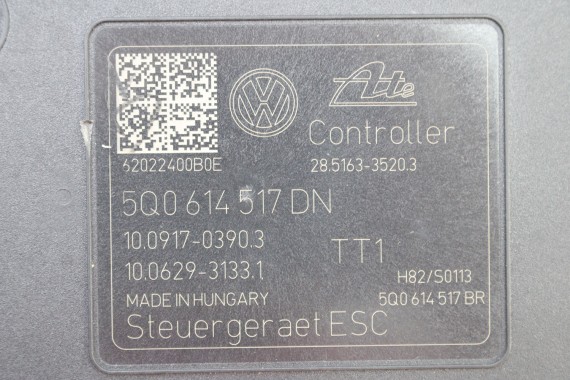 Ate
Controller
62022400B0E
28.5163-3520.3
5Q0 614 517 DN
10.0917-0390.3
TT1
10.0629-3133.1
H82/S0113
MADE IN HUNGARY
5Q0 614 517 BR
Steuergeraet ESC